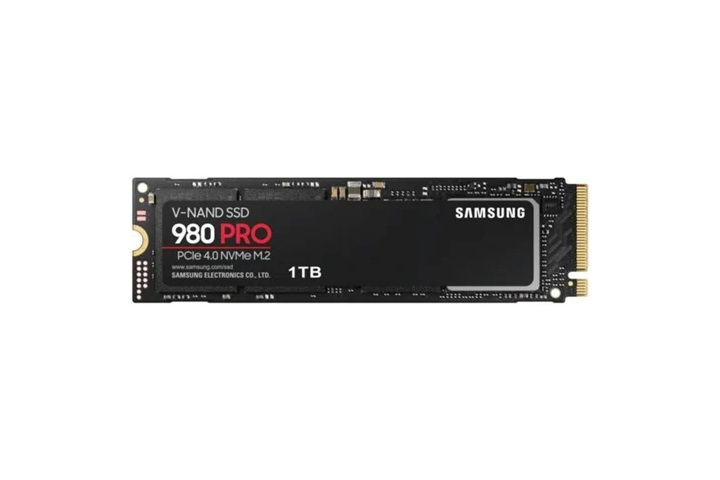 V-NAND SSD
980 PRO
PCIe 4.0 NVMe M.2
www.samsung.com/ssd
SAMSUNG ELECTRONICS CO., LTD.
1TB
SAMSUNG